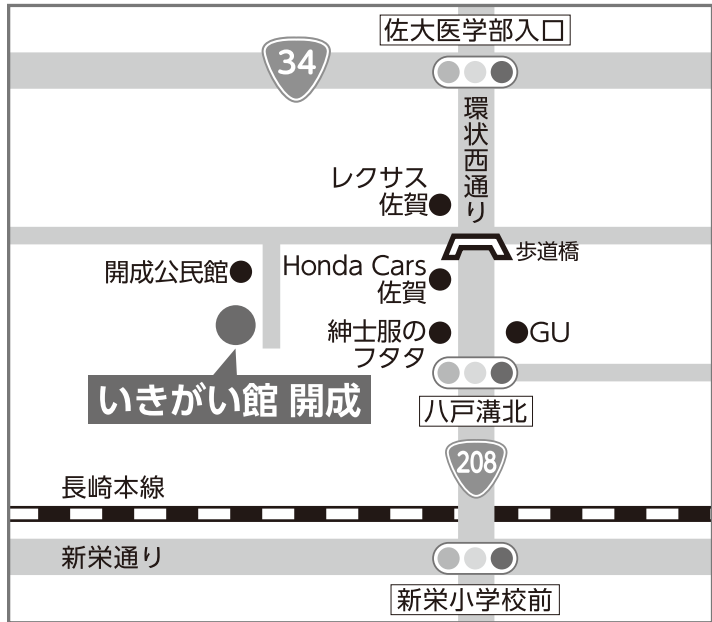 佐大医学部入口
34
環状西通り
レクサス
佐賀
歩道橋
開成公民館
Honda Cars
佐賀
紳士服の
フタタ
GU
いきがい館 開成
八戸溝北
208
長崎本線
新栄通り
新栄小学校前